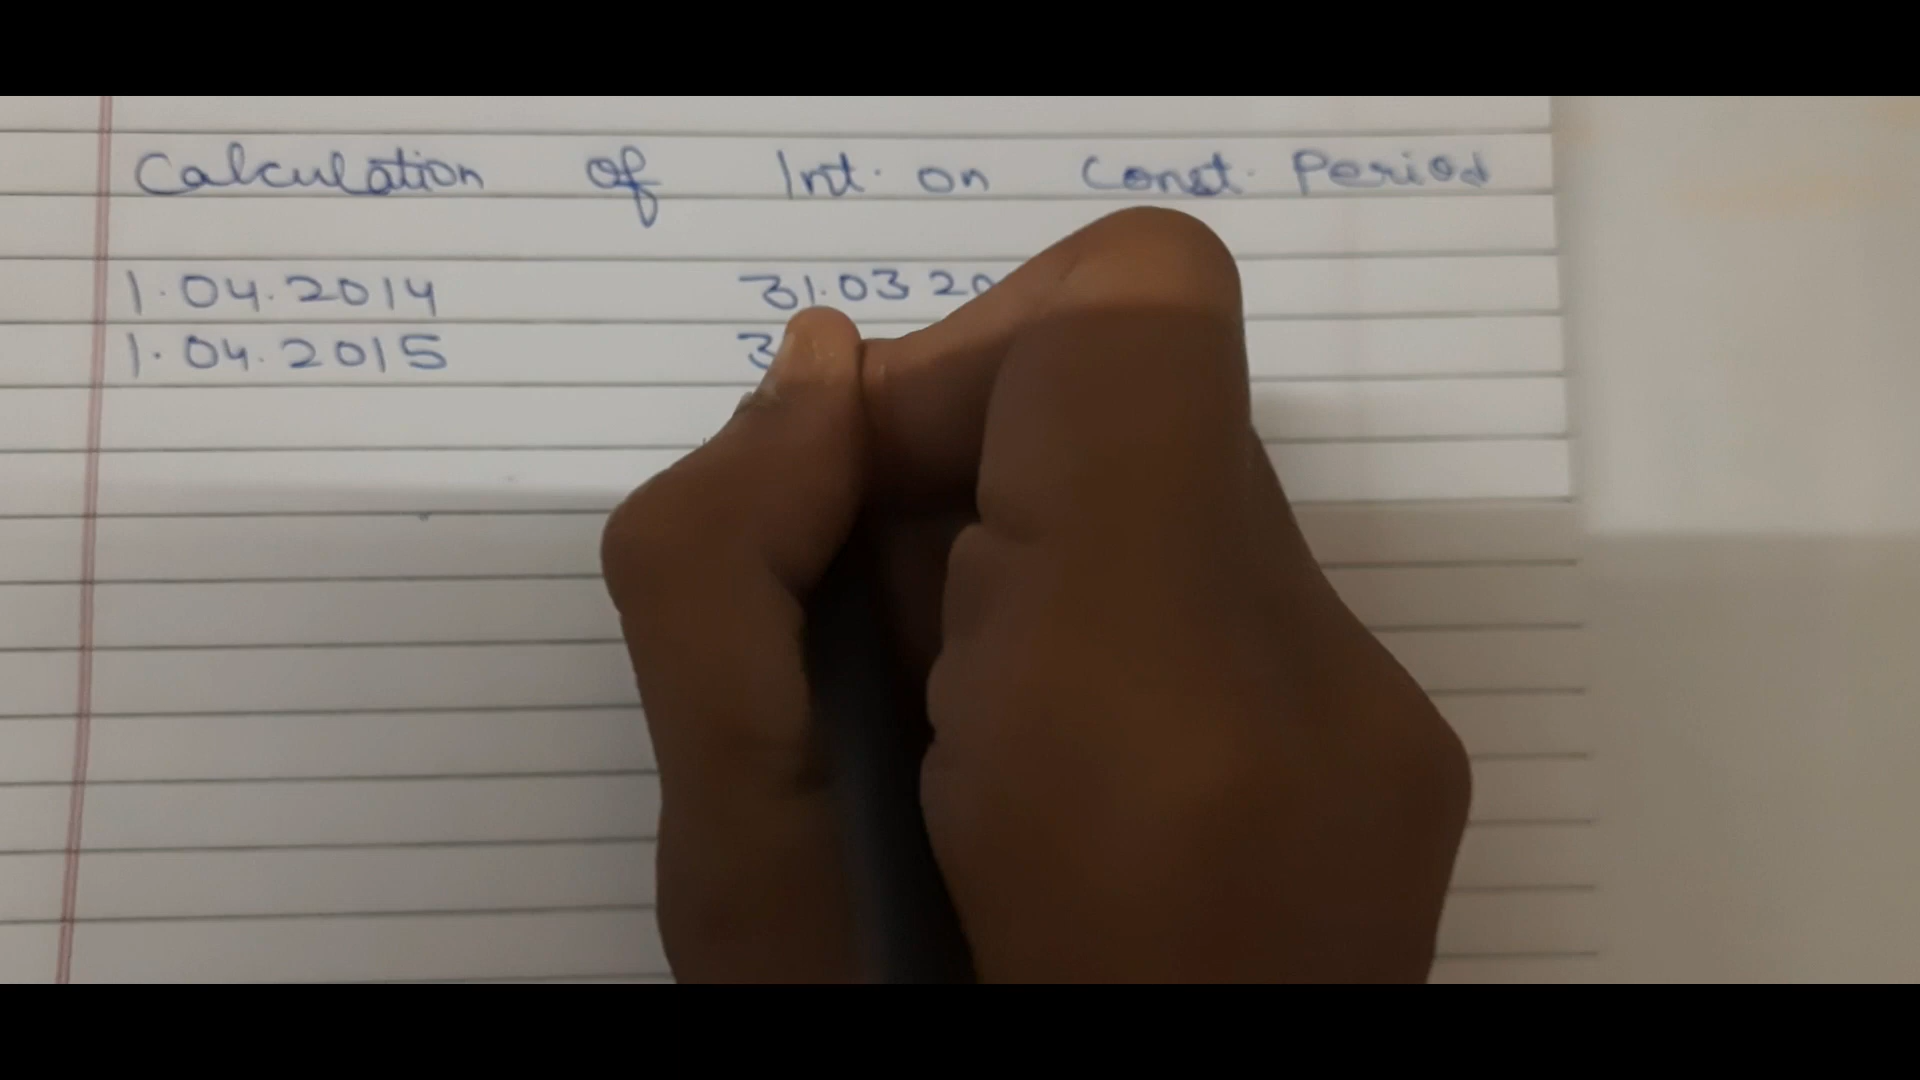 Calculation of Int. on Const. Period
1.04.2014 31.03 20
1.04.2015 3